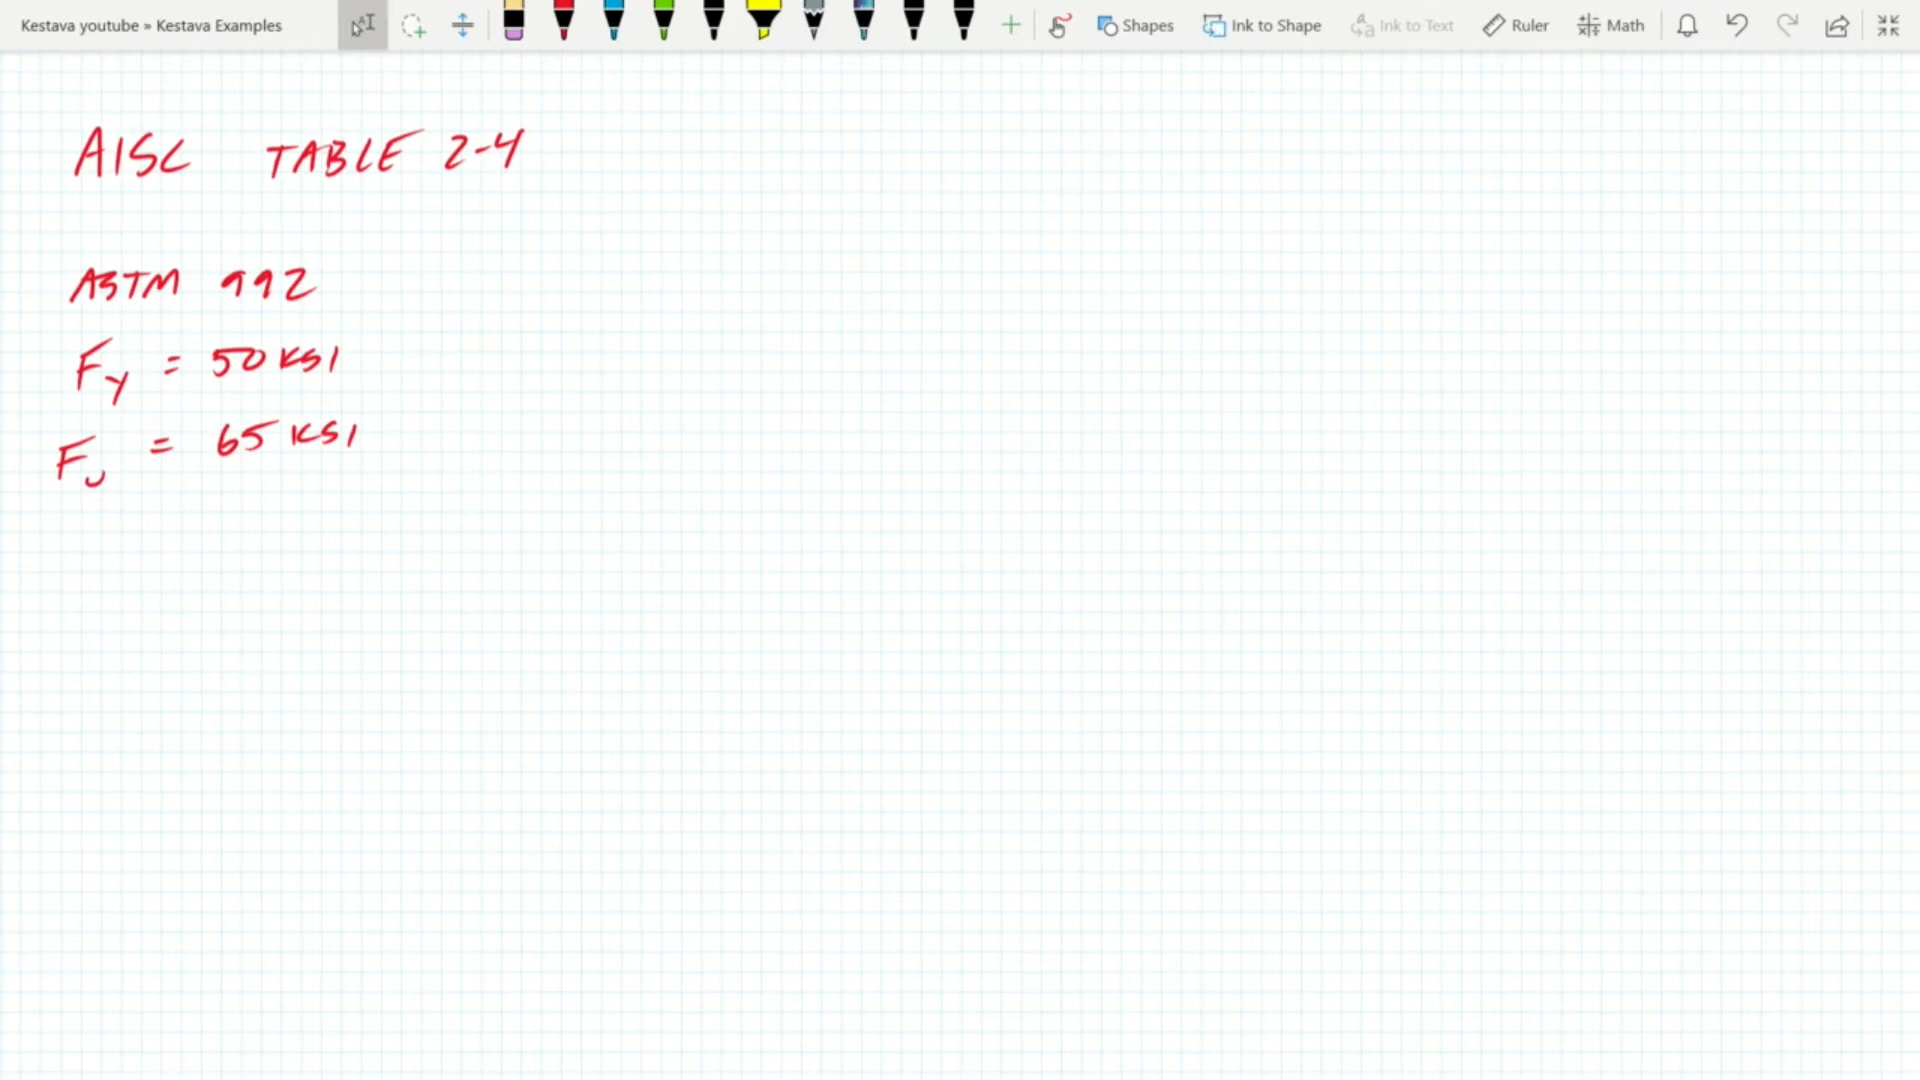 Kestava youtube » Kestava Examples Shapes Ink to Shape Ink to Text Ruler Math
AISC TABLE 2-4
ASTM 992
Fy = 50 KSI
Fu = 65 KSI